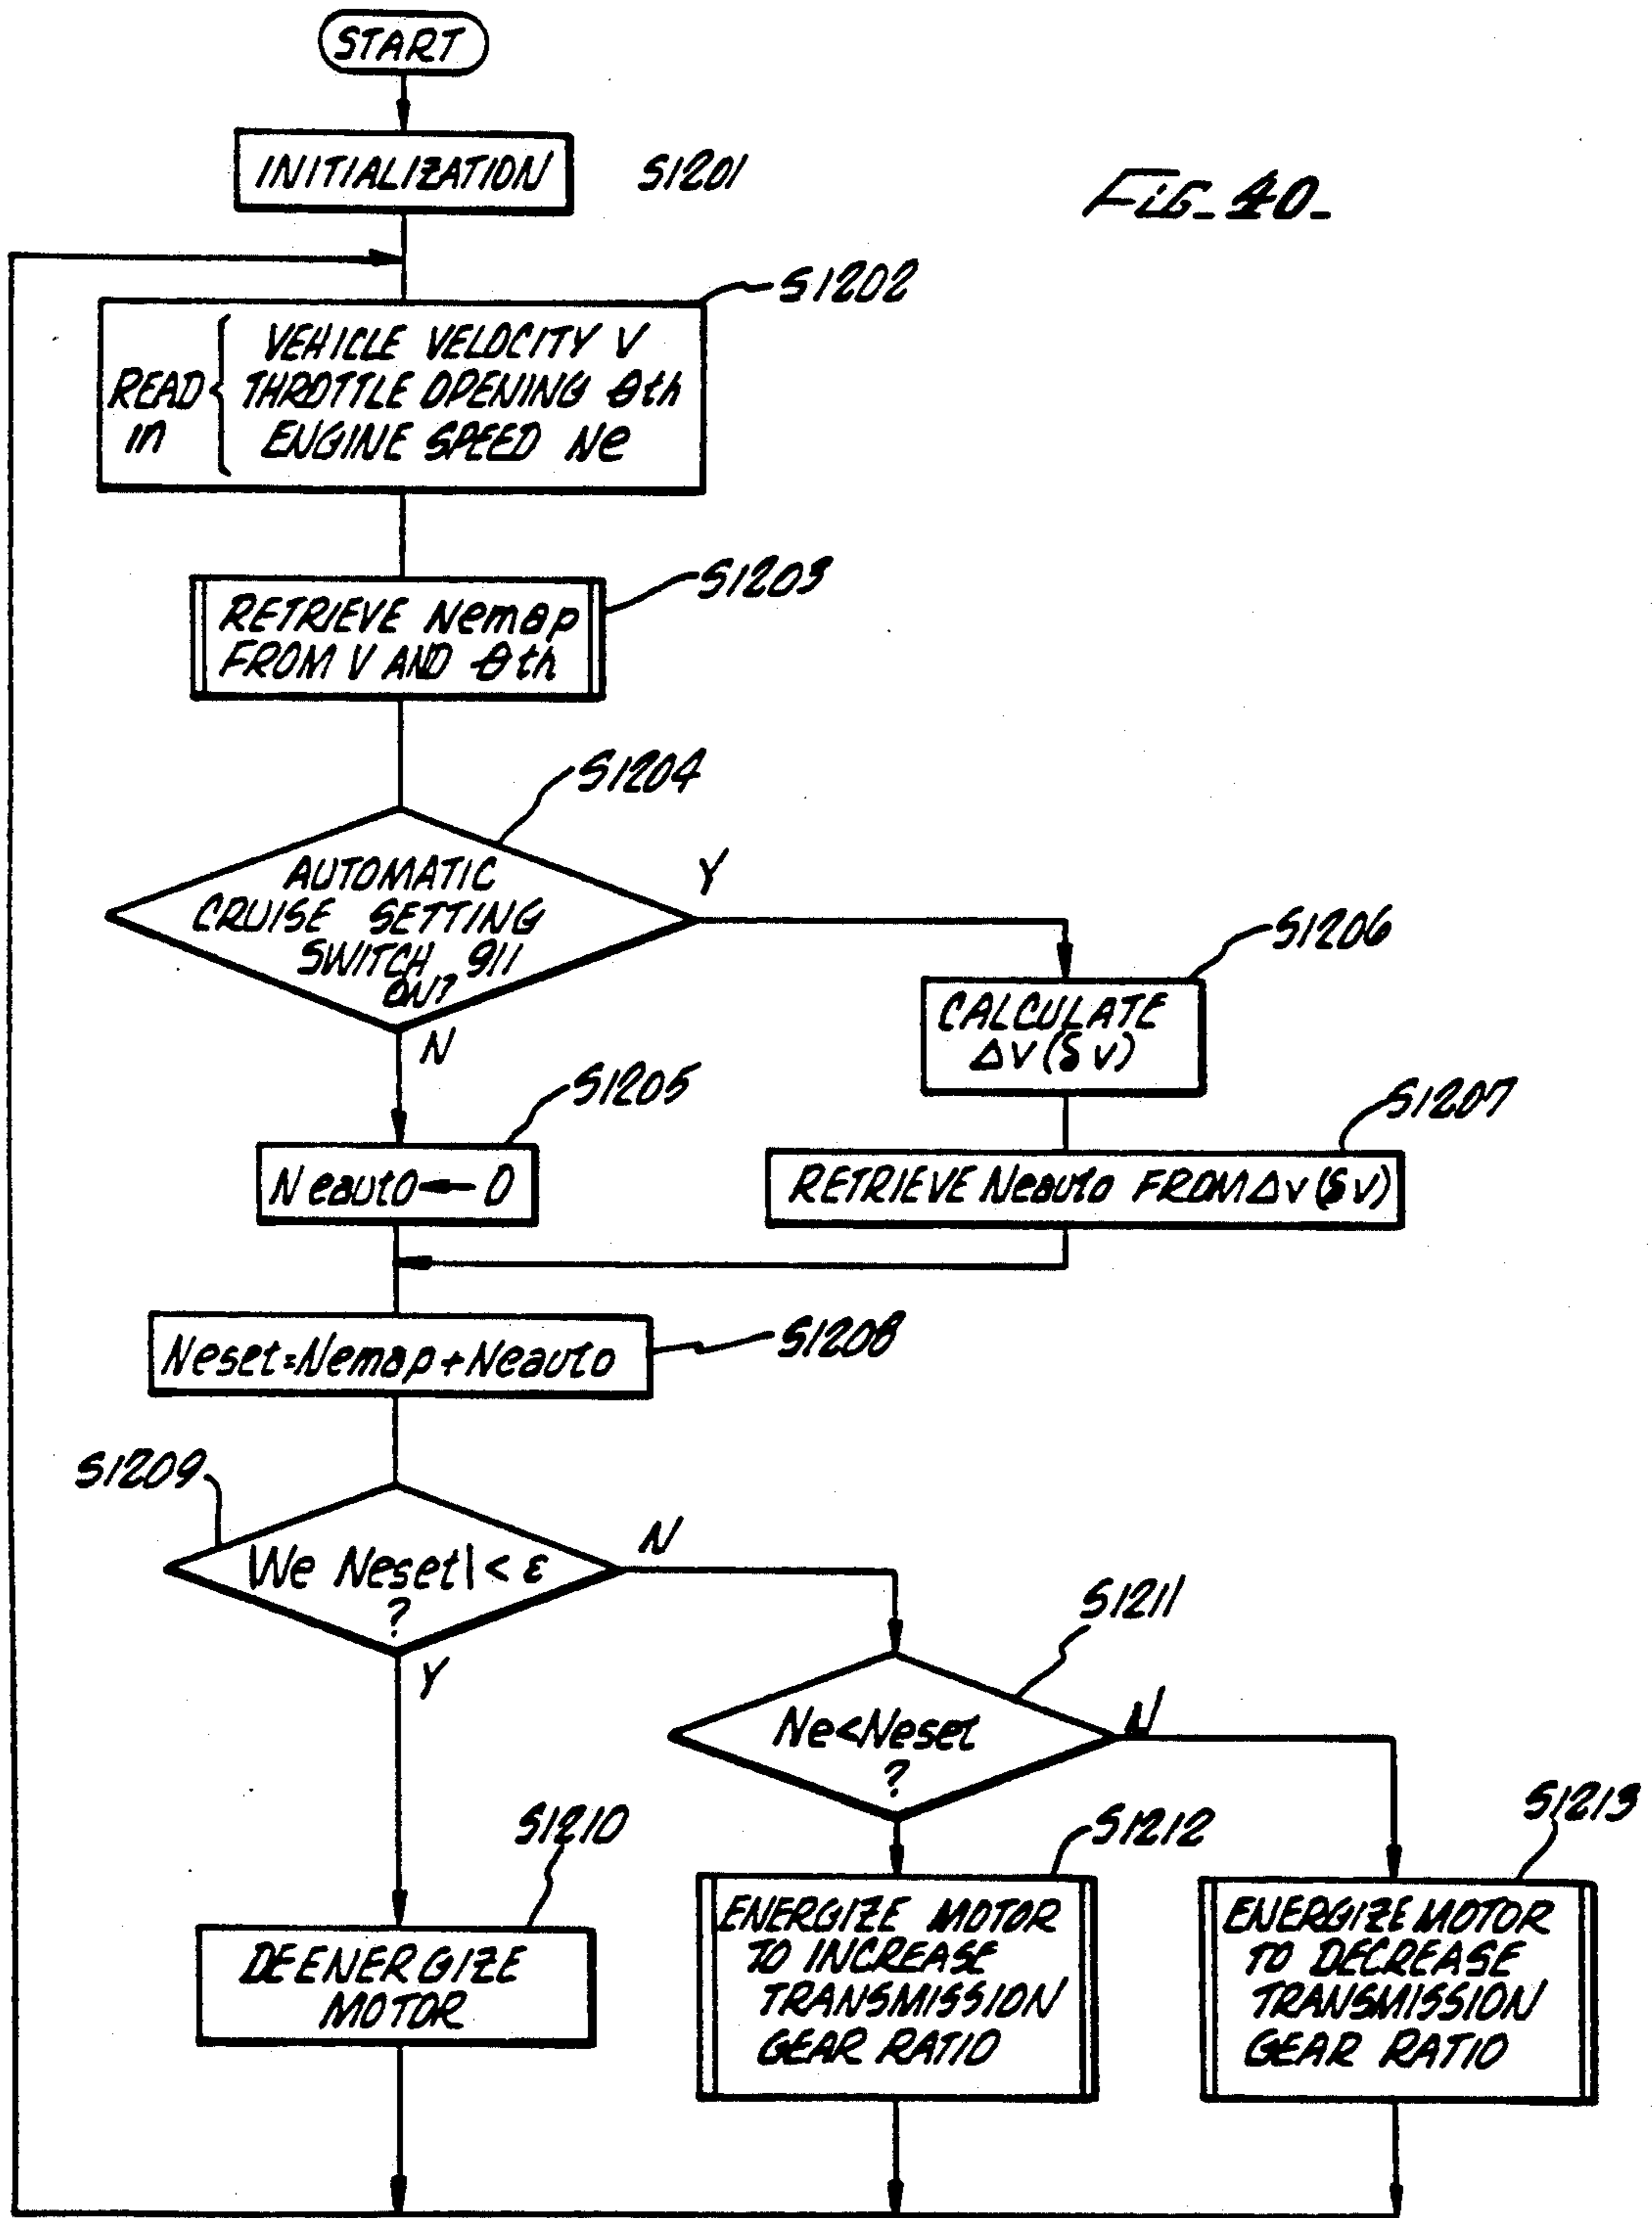 START
INITIALIZATION S1201
FIG_40_
S1202
READ IN
VEHICLE VELOCITY V
THROTTLE OPENING θth
ENGINE SPEED Ne
S1203
RETRIEVE Nemap
FROM V AND θth
S1204
AUTOMATIC
CRUISE SETTING
SWITCH 911
ON?
Y
N
S1206
CALCULATE
ΔV(δV)
S1205
Neauto←0
S1207
RETRIEVE Neauto FROM ΔV(δV)
S1208
Neset=Nemap+Neauto
S1209
|We Neset|<ε
?
N
Y
S1211
Ne<Neset
?
N
S1210
DEENERGIZE
MOTOR
S1212
ENERGIZE MOTOR
TO INCREASE
TRANSMISSION
GEAR RATIO
S1213
ENERGIZE MOTOR
TO DECREASE
TRANSMISSION
GEAR RATIO